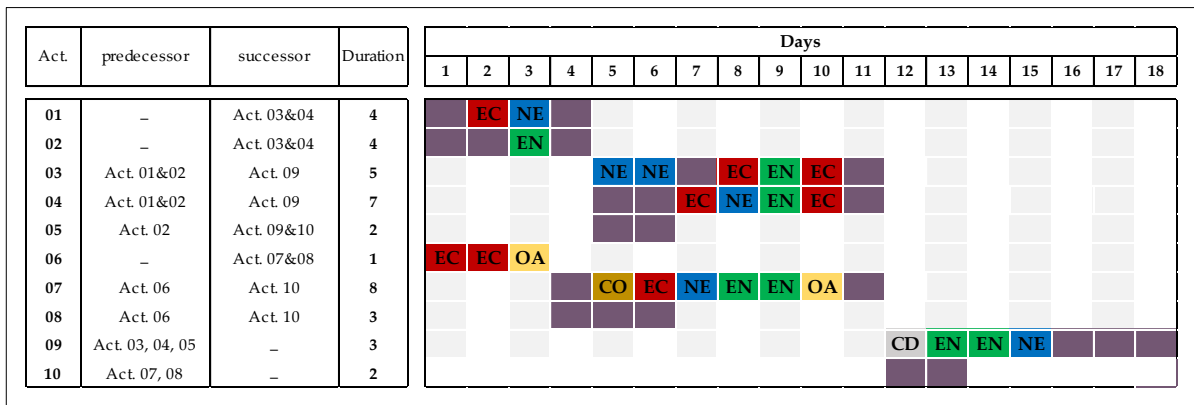 Days
Act. predecessor successor Duration
1 2 3 4 5 6 7 8 9 10 11 12 13 14 15 16 17 18
01 – Act. 03&04 4 EC NE
02 – Act. 03&04 4 EN
03 Act. 01&02 Act. 09 5 NE NE EC EN EC
04 Act. 01&02 Act. 09 7 EC NE EN EC
05 Act. 02 Act. 09&10 2
06 – Act. 07&08 1 EC EC OA
07 Act. 06 Act. 10 8 CO EC NE EN EN OA
08 Act. 06 Act. 10 3
09 Act. 03, 04, 05 – 3 CD EN EN NE
10 Act. 07, 08 – 2